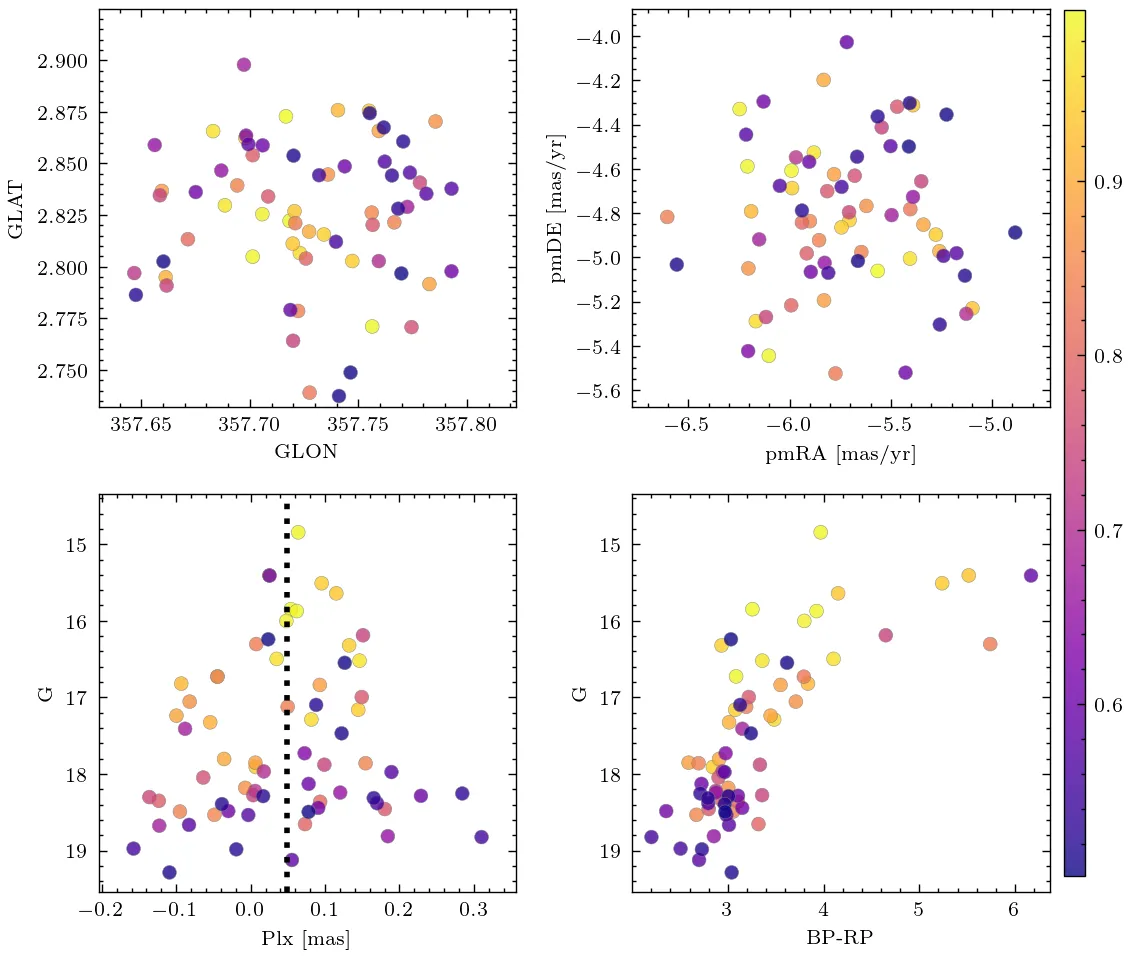 2.900
2.875
2.850
2.825
2.800
2.775
2.750
GLAT
357.65 357.70 357.75 357.80
GLON
−4.0
−4.2
−4.4
−4.6
−4.8
−5.0
−5.2
−5.4
−5.6
pmDE [mas/yr]
−6.5 −6.0 −5.5 −5.0
pmRA [mas/yr]
0.9
0.8
0.7
0.6
15
16
17
18
19
G
−0.2 −0.1 0.0 0.1 0.2 0.3
Plx [mas]
15
16
17
18
19
G
3 4 5 6
BP-RP